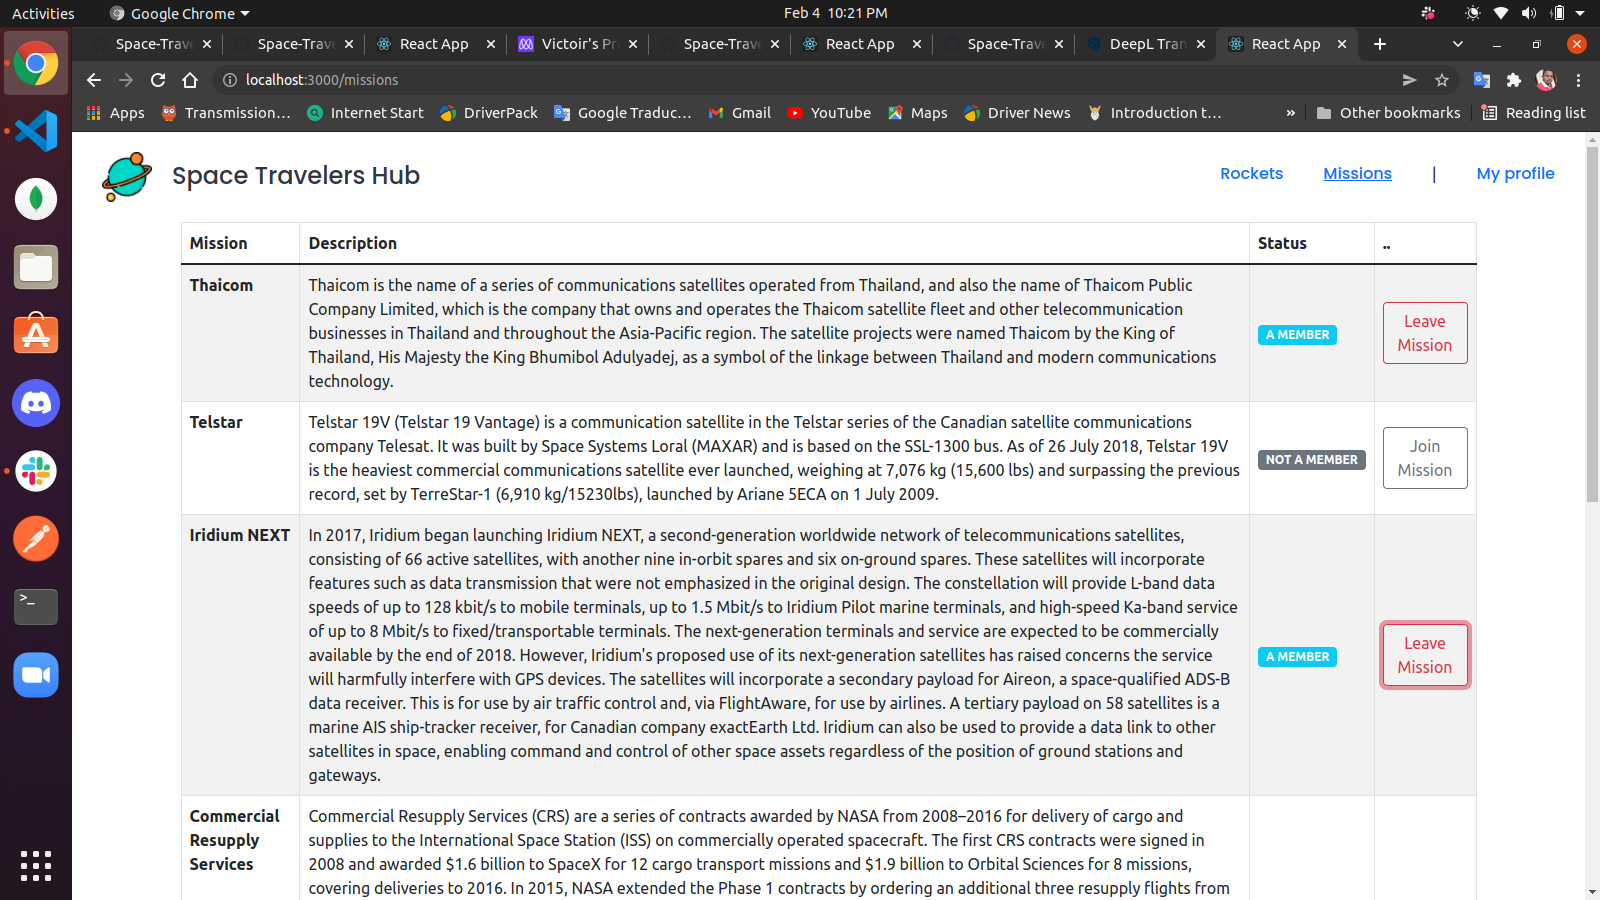 Activities Google Chrome Feb 4 10:21 PM
Space-Trave Space-Trave React App Victoir's Pr Space-Trave React App Space-Trave DeepL Tran React App
localhost:3000/missions
Apps Transmission... Internet Start DriverPack Google Traduc... Gmail YouTube Maps Driver News Introduction t... » Other bookmarks Reading list
Space Travelers Hub Rockets Missions | My profile
Mission Description Status ..
Thaicom
Thaicom is the name of a series of communications satellites operated from Thailand, and also the name of Thaicom Public
Company Limited, which is the company that owns and operates the Thaicom satellite fleet and other telecommunication
businesses in Thailand and throughout the Asia-Pacific region. The satellite projects were named Thaicom by the King of
Thailand, His Majesty the King Bhumibol Adulyadej, as a symbol of the linkage between Thailand and modern communications
technology.
A MEMBER
Leave
Mission
Telstar
Telstar 19V (Telstar 19 Vantage) is a communication satellite in the Telstar series of the Canadian satellite communications
company Telesat. It was built by Space Systems Loral (MAXAR) and is based on the SSL-1300 bus. As of 26 July 2018, Telstar 19V
is the heaviest commercial communications satellite ever launched, weighing at 7,076 kg (15,600 lbs) and surpassing the previous
record, set by TerreStar-1 (6,910 kg/15230lbs), launched by Ariane 5ECA on 1 July 2009.
NOT A MEMBER
Join
Mission
Iridium NEXT
In 2017, Iridium began launching Iridium NEXT, a second-generation worldwide network of telecommunications satellites,
consisting of 66 active satellites, with another nine in-orbit spares and six on-ground spares. These satellites will incorporate
features such as data transmission that were not emphasized in the original design. The constellation will provide L-band data
speeds of up to 128 kbit/s to mobile terminals, up to 1.5 Mbit/s to Iridium Pilot marine terminals, and high-speed Ka-band service
of up to 8 Mbit/s to fixed/transportable terminals. The next-generation terminals and service are expected to be commercially
available by the end of 2018. However, Iridium's proposed use of its next-generation satellites has raised concerns the service
will harmfully interfere with GPS devices. The satellites will incorporate a secondary payload for Aireon, a space-qualified ADS-B
data receiver. This is for use by air traffic control and, via FlightAware, for use by airlines. A tertiary payload on 58 satellites is a
marine AIS ship-tracker receiver, for Canadian company exactEarth Ltd. Iridium can also be used to provide a data link to other
satellites in space, enabling command and control of other space assets regardless of the position of ground stations and
gateways.
A MEMBER
Leave
Mission
Commercial
Resupply
Services
Commercial Resupply Services (CRS) are a series of contracts awarded by NASA from 2008–2016 for delivery of cargo and
supplies to the International Space Station (ISS) on commercially operated spacecraft. The first CRS contracts were signed in
2008 and awarded $1.6 billion to SpaceX for 12 cargo transport missions and $1.9 billion to Orbital Sciences for 8 missions,
covering deliveries to 2016. In 2015, NASA extended the Phase 1 contracts by ordering an additional three resupply flights from